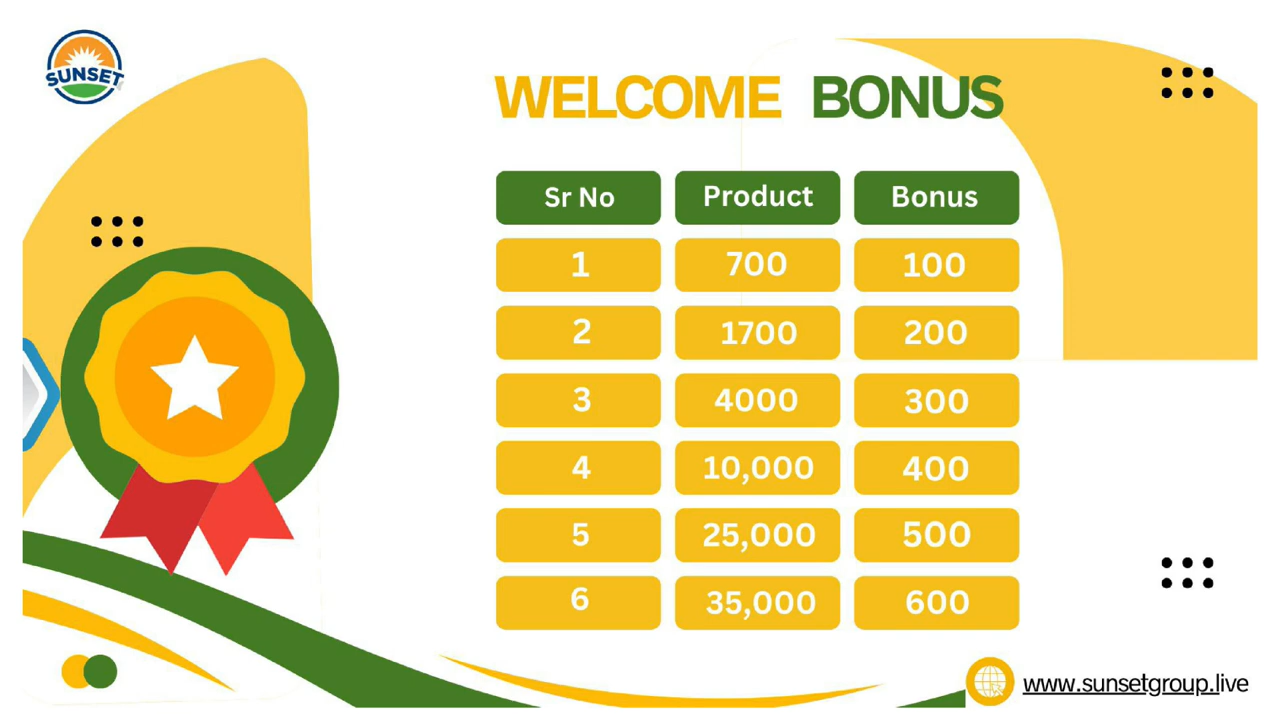 SUNSET
WELCOME BONUS
Sr No Product Bonus
1 700 100
2 1700 200
3 4000 300
4 10,000 400
5 25,000 500
6 35,000 600
www.sunsetgroup.live